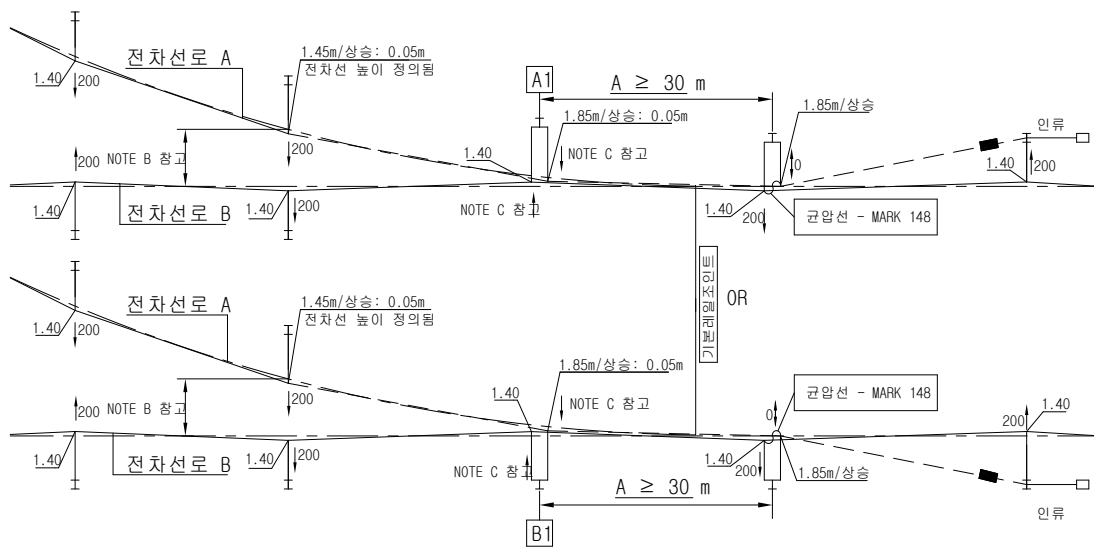 전차선로 A
1.45m/상승: 0.05m
전차선 높이 정의됨
1.40
200
A1
A ≥ 30 m
1.85m/상승
1.85m/상승: 0.05m
인류
NOTE B 참고
200
200
1.40
NOTE C 참고
0
1.40
200
1.40
전차선로 B
1.40
NOTE C 참고
1.40
200
균압선 - MARK 148
기본레일조인트
OR
전차선로 A
1.45m/상승: 0.05m
전차선 높이 정의됨
1.40
200
1.85m/상승: 0.05m
균압선 - MARK 148
NOTE B 참고
200
200
1.40
NOTE C 참고
0
200
1.40
1.40
전차선로 B
1.40
200
NOTE C 참고
1.40
200
1.85m/상승
A ≥ 30 m
인류
B1